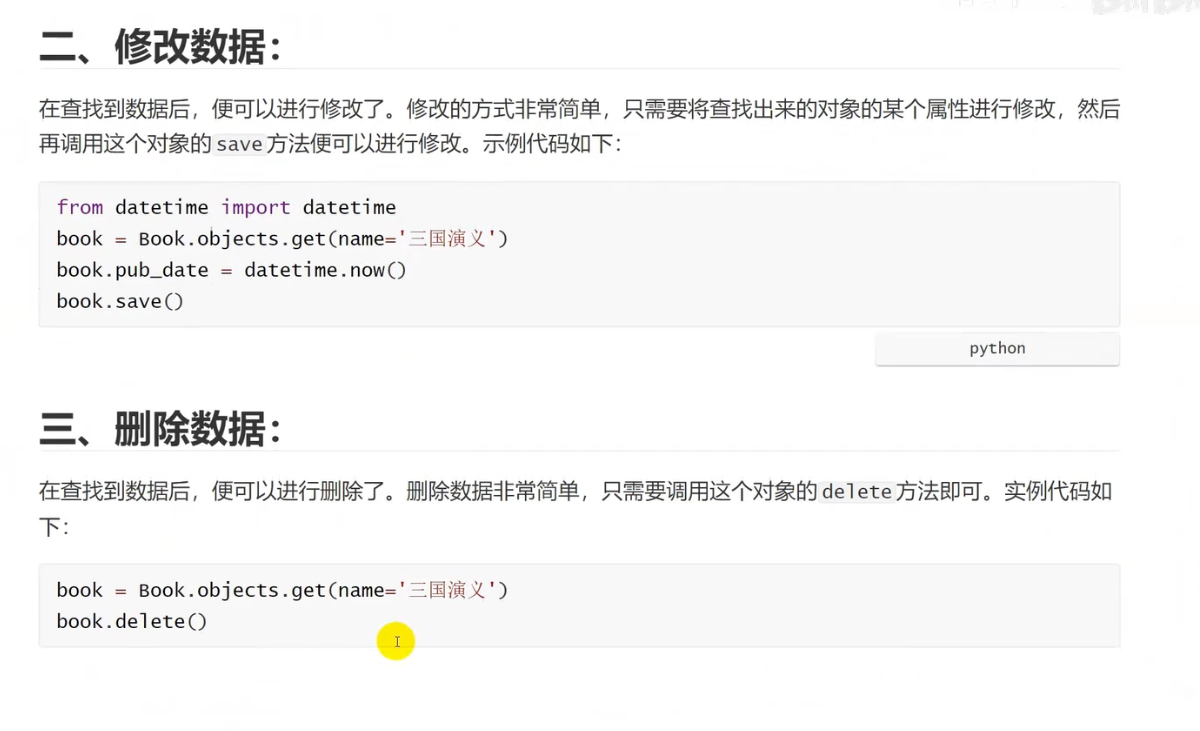 二、修改数据：
在查找到数据后，便可以进行修改了。修改的方式非常简单，只需要将查找出来的对象的某个属性进行修改，然后
再调用这个对象的save方法便可以进行修改。示例代码如下：
from datetime import datetime
book = Book.objects.get(name='三国演义')
book.pub_date = datetime.now()
book.save()
python
三、删除数据：
在查找到数据后，便可以进行删除了。删除数据非常简单，只需要调用这个对象的delete方法即可。实例代码如
下：
book = Book.objects.get(name='三国演义')
book.delete()